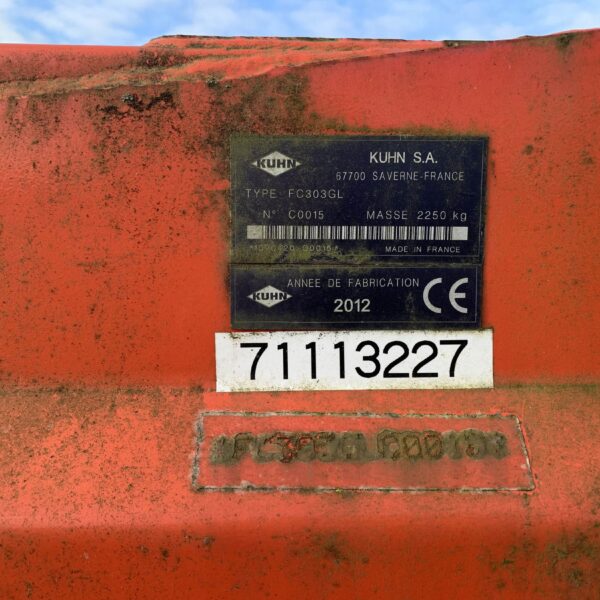 KUHN
KUHN S.A.
67700 SAVERNE-FRANCE
TYPE FC303GL
N° C0015 MASSE 2250 kg
MADE IN FRANCE
KUHN
ANNEE DE FABRICATION
2012 CE
71113227